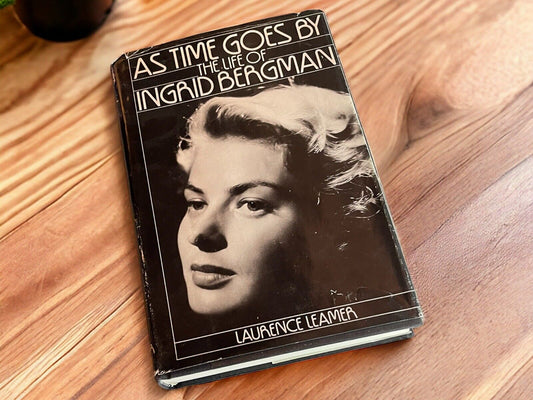 AS TIME GOES BY
THE LIFE OF
INGRID BERGMAN
LAURENCE LEAMER